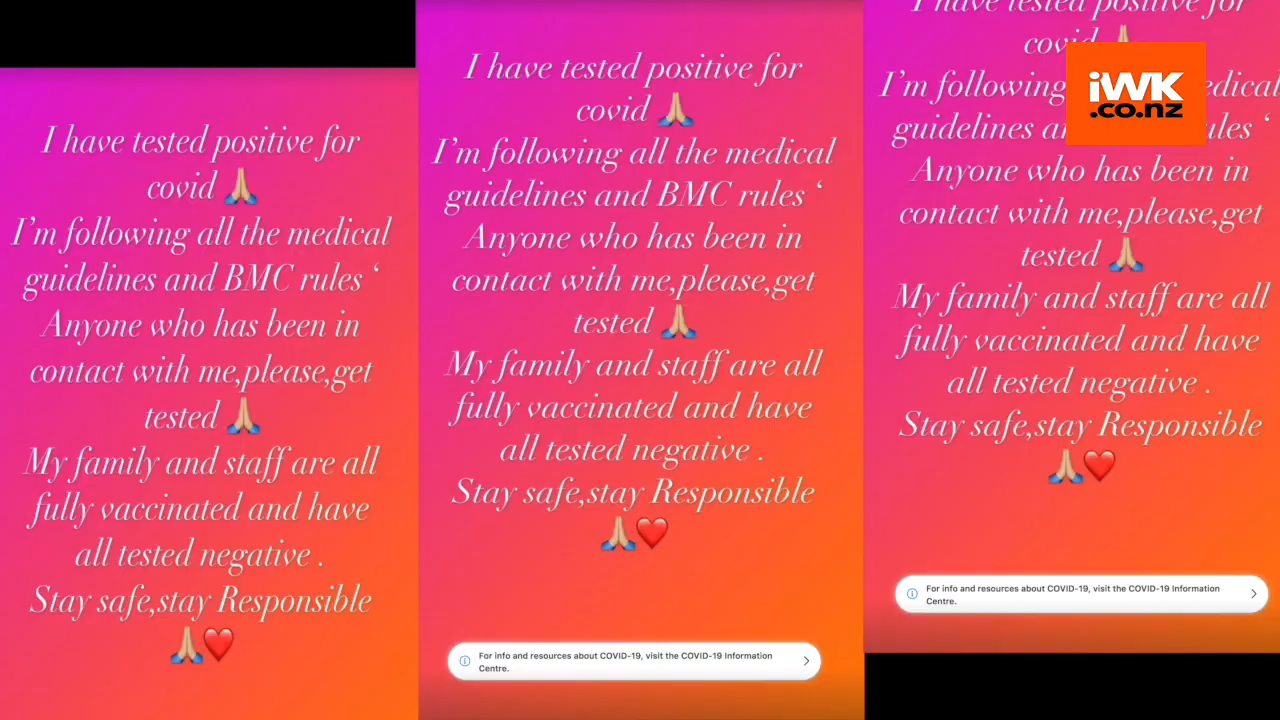 I have tested positive for
covid 🙏🏼
I'm following all the medical
guidelines and BMC rules ‘
Anyone who has been in
contact with me,please,get
tested 🙏🏼
My family and staff are all
fully vaccinated and have
all tested negative .
Stay safe,stay Responsible
🙏🏼❤️
I have tested positive for
covid 🙏🏼
I'm following all the medical
guidelines and BMC rules ‘
Anyone who has been in
contact with me,please,get
tested 🙏🏼
My family and staff are all
fully vaccinated and have
all tested negative .
Stay safe,stay Responsible
🙏🏼❤️
For info and resources about COVID-19, visit the COVID-19 Information
Centre.
I have tested positive for
covid 🙏🏼
I'm following
guidelines
rules ‘
Anyone who has been in
contact with me,please,get
tested 🙏🏼
My family and staff are all
fully vaccinated and have
all tested negative .
Stay safe,stay Responsible
🙏🏼❤️
For info and resources about COVID-19, visit the COVID-19 Information
Centre.
iWK
.co.nz